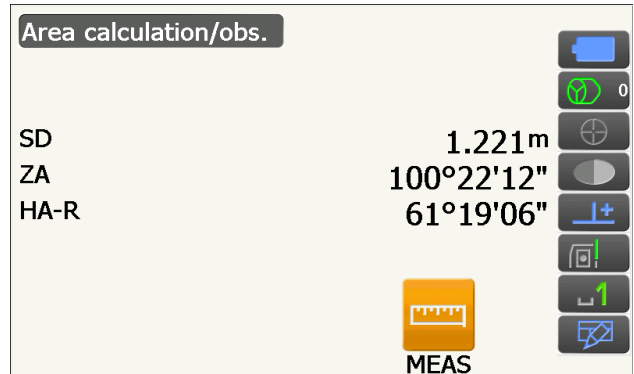 Area calculation/obs.
0
SD 1.221m
ZA 100°22'12"
HA-R 61°19'06"
1
MEAS